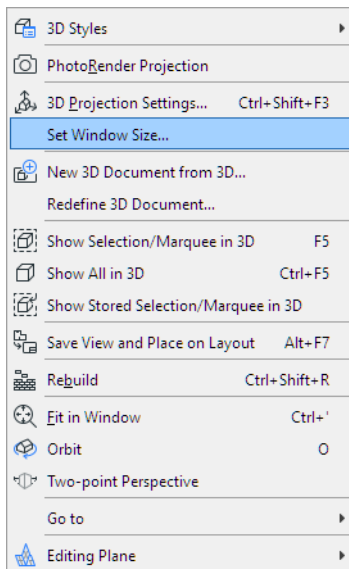 3D Styles
PhotoRender Projection
3D Projection Settings... Ctrl+Shift+F3
Set Window Size...
New 3D Document from 3D...
Redefine 3D Document...
Show Selection/Marquee in 3D F5
Show All in 3D Ctrl+F5
Show Stored Selection/Marquee in 3D
Save View and Place on Layout Alt+F7
Rebuild Ctrl+Shift+R
Fit in Window Ctrl+'
Orbit O
Two-point Perspective
Go to
Editing Plane